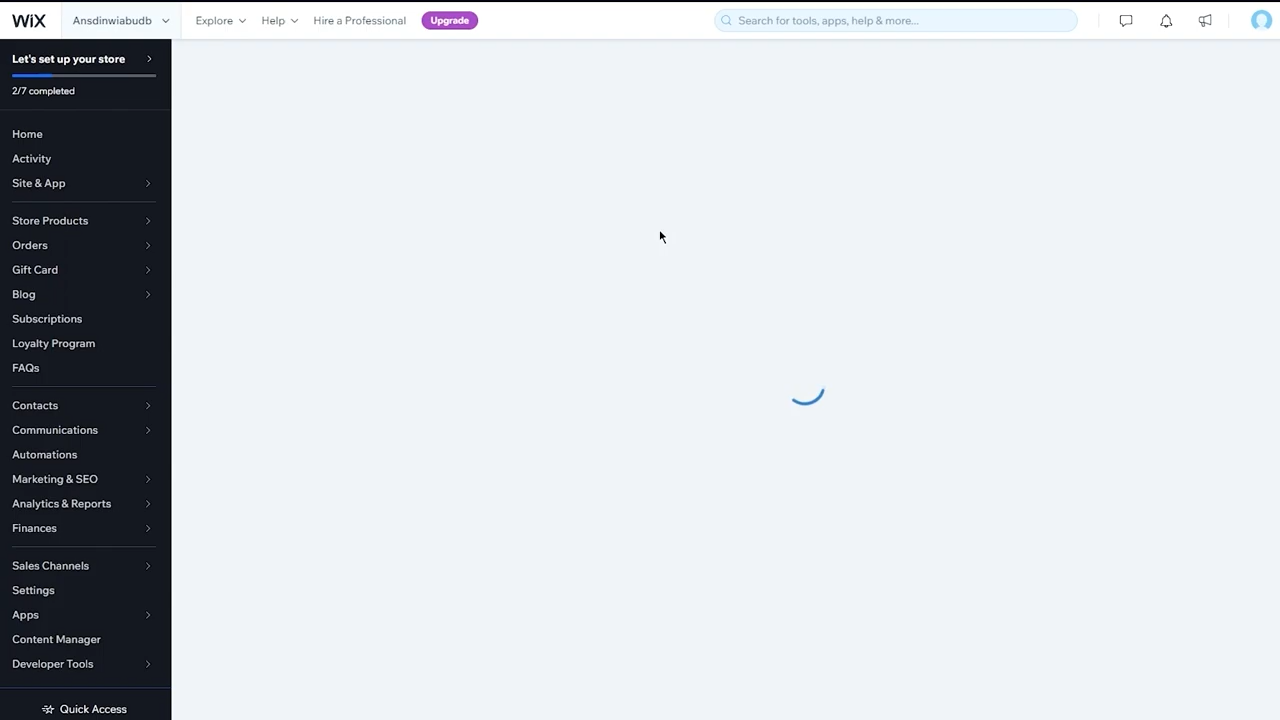 WiX Ansdinwiabudb Explore Help Hire a Professional Upgrade Search for tools, apps, help & more...
Let's set up your store
2/7 completed
Home
Activity
Site & App
Store Products
Orders
Gift Card
Blog
Subscriptions
Loyalty Program
FAQs
Contacts
Communications
Automations
Marketing & SEO
Analytics & Reports
Finances
Sales Channels
Settings
Apps
Content Manager
Developer Tools
Quick Access